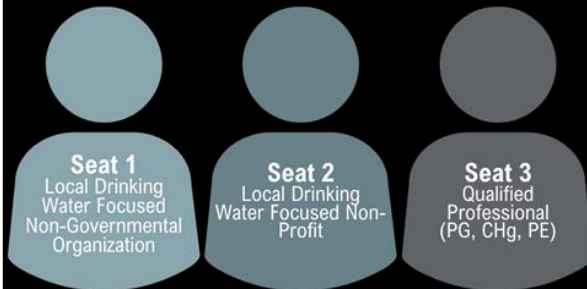 Seat 1
Local Drinking
Water Focused
Non-Governmental
Organization
Seat 2
Local Drinking
Water Focused Non-
Profit
Seat 3
Qualified
Professional
(PG, CHg, PE)